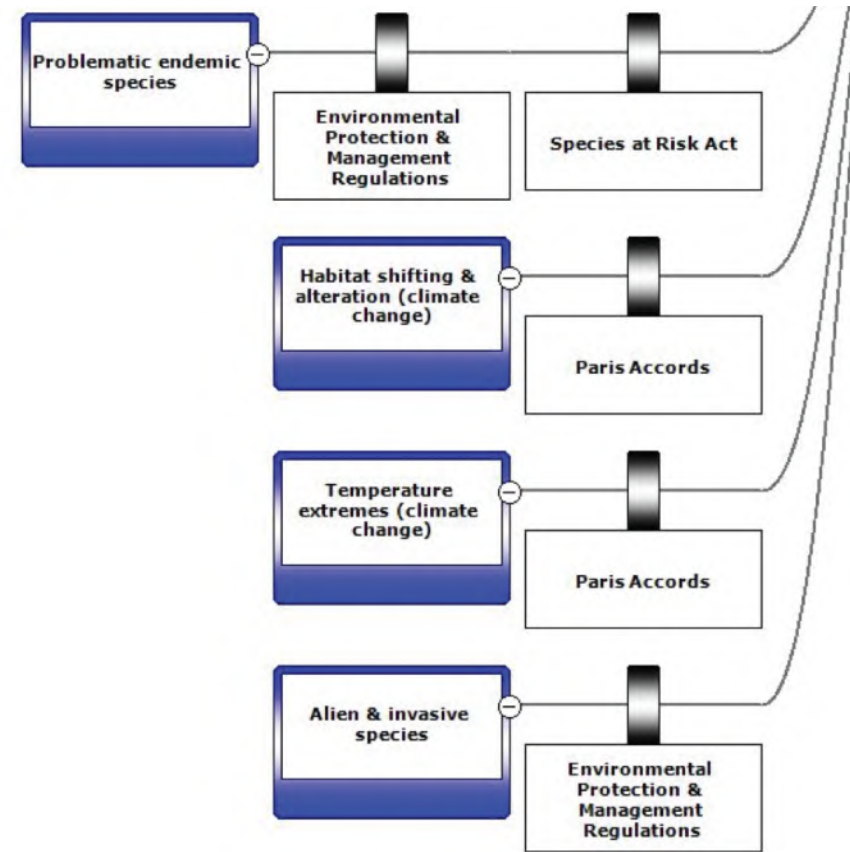 Problematic endemic
species
Environmental
Protection &
Management
Regulations
Species at Risk Act
Habitat shifting &
alteration (climate
change)
Paris Accords
Temperature
extremes (climate
change)
Paris Accords
Alien & invasive
species
Environmental
Protection &
Management
Regulations